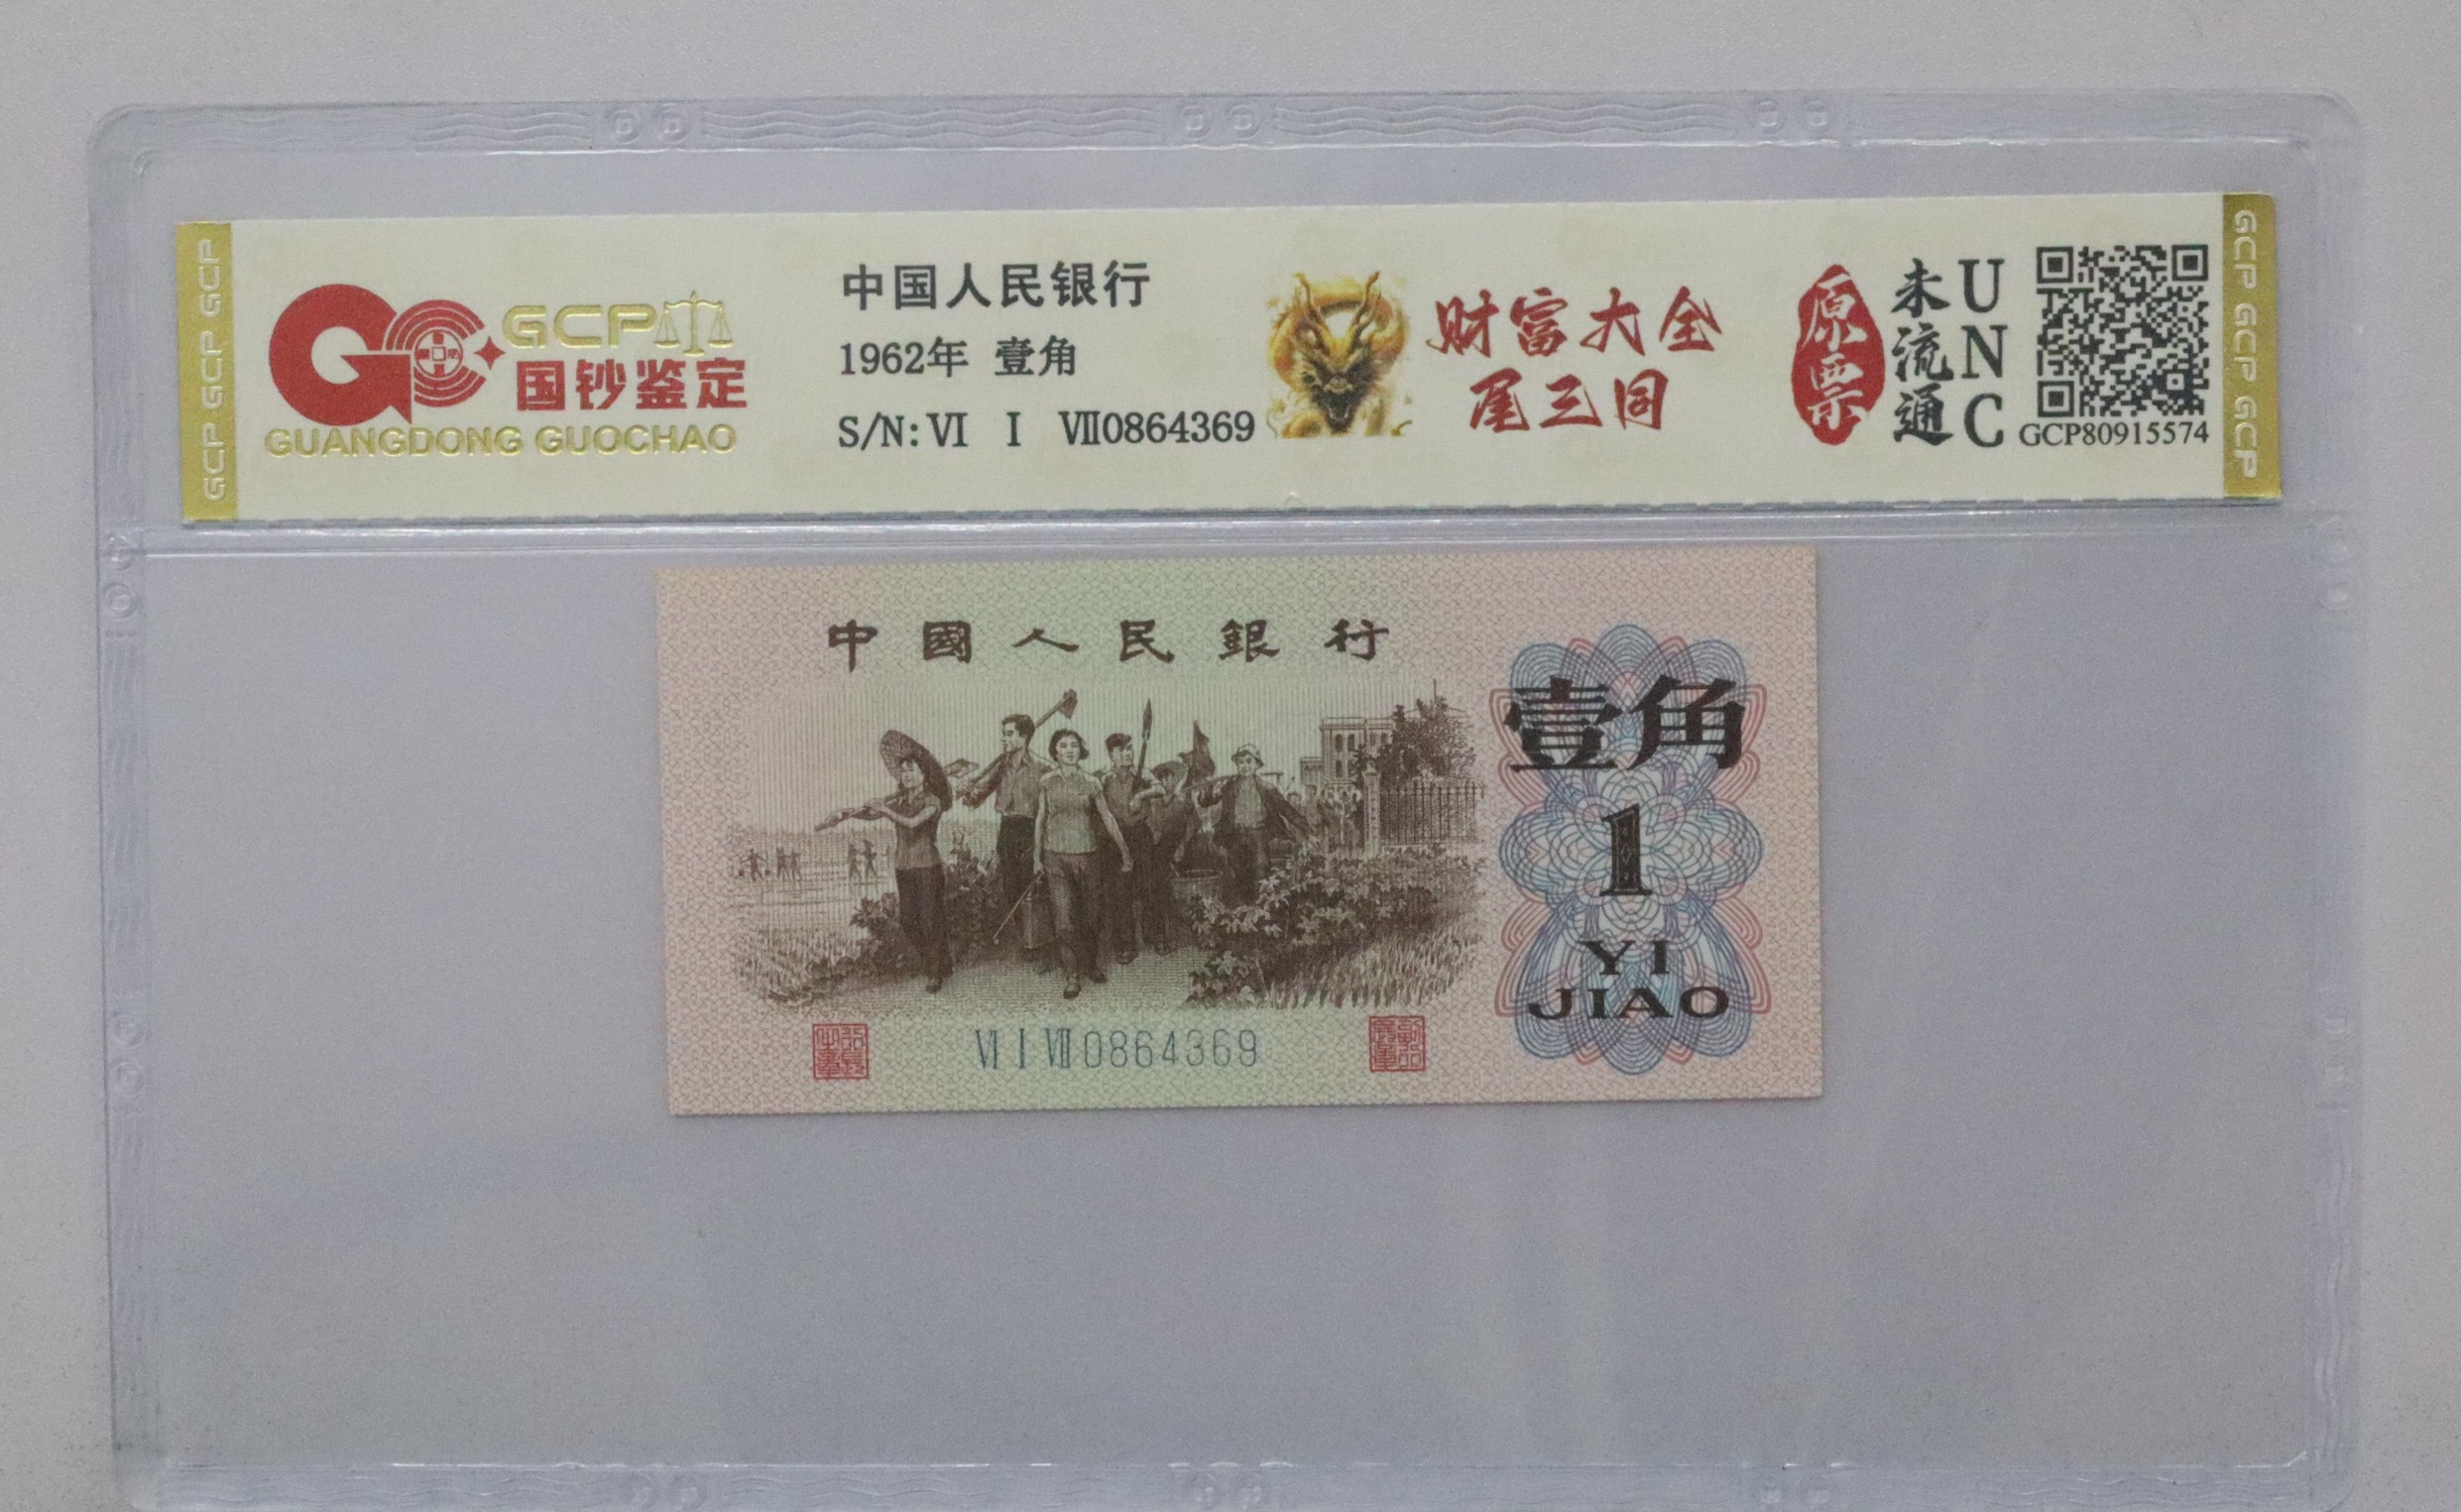 GCP GCP GCP
GCP
国钞鉴定
GUANGDONG GUOCHAO
中国人民银行
1962年 壹角
S/N: Ⅵ Ⅰ Ⅶ0864369
财富大全
尾三同
原票
未流通
UNC
GCP80915574
GCP GCP GCP
中國人民銀行
壹角
1
YI
JIAO
Ⅵ Ⅰ Ⅶ 0864369